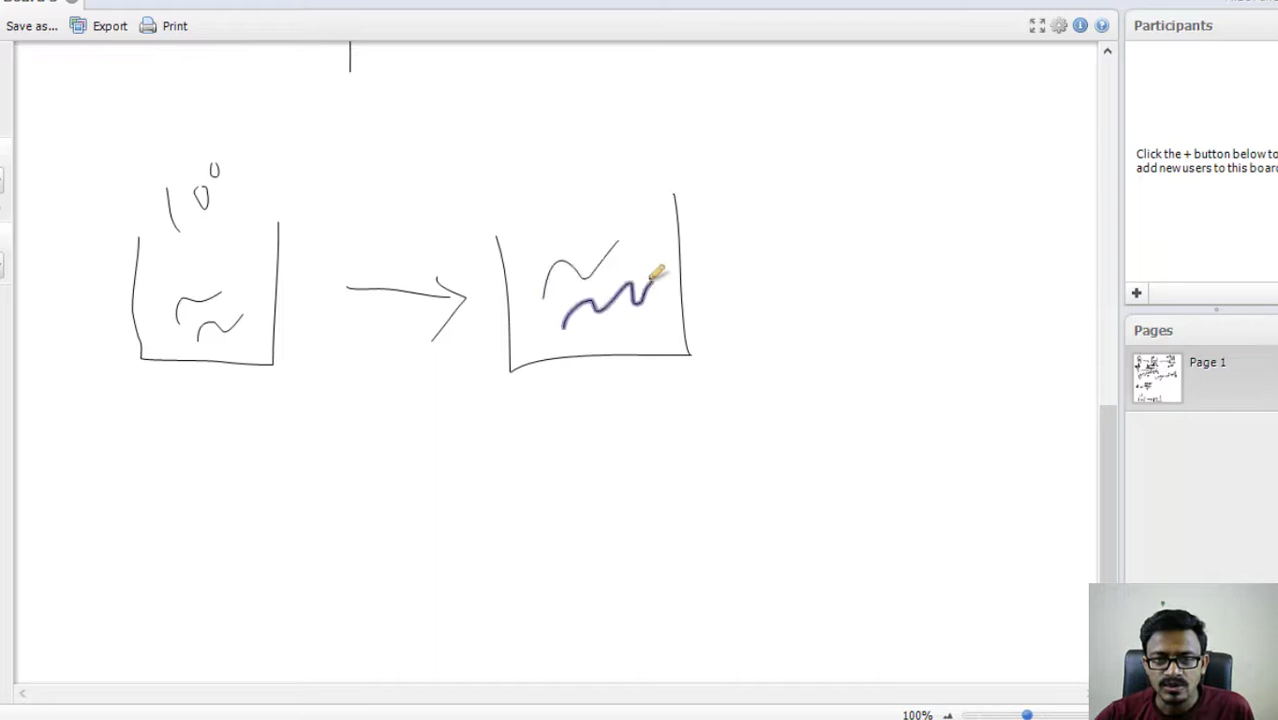 Save as... Export Print
Participants
Click the + button below to
add new users to this board
Pages
Page 1
10⁰
100%